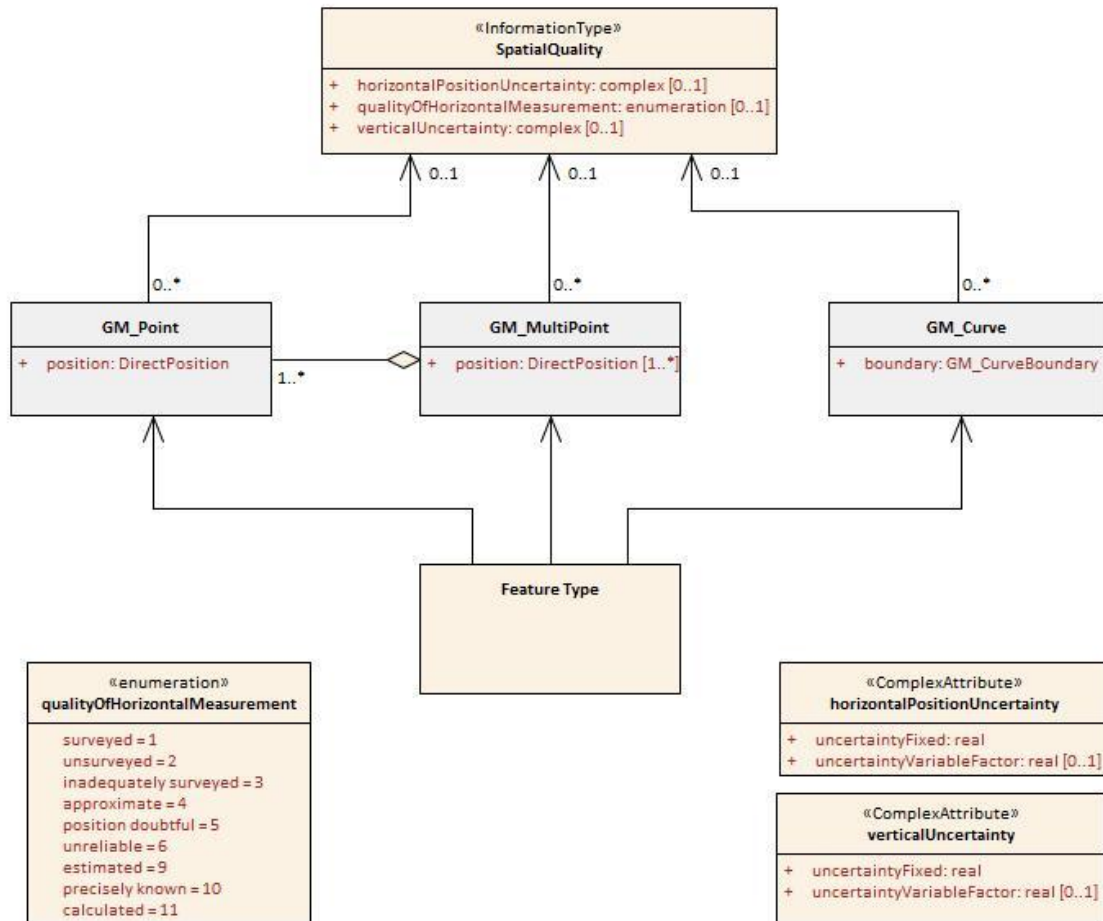 «InformationType»
SpatialQuality
+ horizontalPositionUncertainty: complex [0..1]
+ qualityOfHorizontalMeasurement: enumeration [0..1]
+ verticalUncertainty: complex [0..1]
0..1
0..1
0..1
0..*
0..*
0..*
GM_Point
+ position: DirectPosition
1..*
GM_MultiPoint
+ position: DirectPosition [1..*]
GM_Curve
+ boundary: GM_CurveBoundary
Feature Type
«enumeration»
qualityOfHorizontalMeasurement
surveyed = 1
unsurveyed = 2
inadequately surveyed = 3
approximate = 4
position doubtful = 5
unreliable = 6
estimated = 9
precisely known = 10
calculated = 11
«ComplexAttribute»
horizontalPositionUncertainty
+ uncertaintyFixed: real
+ uncertaintyVariableFactor: real [0..1]
«ComplexAttribute»
verticalUncertainty
+ uncertaintyFixed: real
+ uncertaintyVariableFactor: real [0..1]